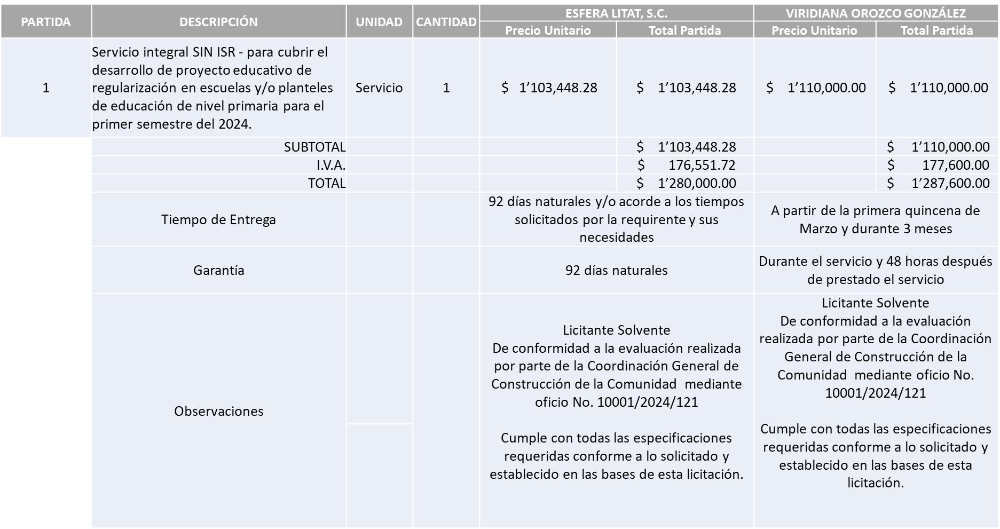 PARTIDA DESCRIPCIÓN UNIDAD CANTIDAD ESFERA LITAT, S.C. VIRIDIANA OROZCO GONZÁLEZ
Precio Unitario Total Partida Precio Unitario Total Partida
1
Servicio integral SIN ISR - para cubrir el
desarrollo de proyecto educativo de
regularización en escuelas y/o planteles
de educación de nivel primaria para el
primer semestre del 2024.
Servicio
1
$ 1’103,448.28
$ 1’103,448.28
$ 1’110,000.00
$ 1’110,000.00
SUBTOTAL $ 1’103,448.28 $ 1’110,000.00
I.V.A. $ 176,551.72 $ 177,600.00
TOTAL $ 1’280,000.00 $ 1’287,600.00
Tiempo de Entrega
92 días naturales y/o acorde a los tiempos
solicitados por la requirente y sus
necesidades
A partir de la primera quincena de
Marzo y durante 3 meses
Garantía
92 días naturales
Durante el servicio y 48 horas después
de prestado el servicio
Observaciones
Licitante Solvente
De conformidad a la evaluación realizada
por parte de la Coordinación General de
Construcción de la Comunidad mediante
oficio No. 10001/2024/121
Cumple con todas las especificaciones
requeridas conforme a lo solicitado y
establecido en las bases de esta licitación.
Licitante Solvente
De conformidad a la evaluación
realizada por parte de la Coordinación
General de Construcción de la
Comunidad mediante oficio No.
10001/2024/121
Cumple con todas las especificaciones
requeridas conforme a lo solicitado y
establecido en las bases de esta
licitación.